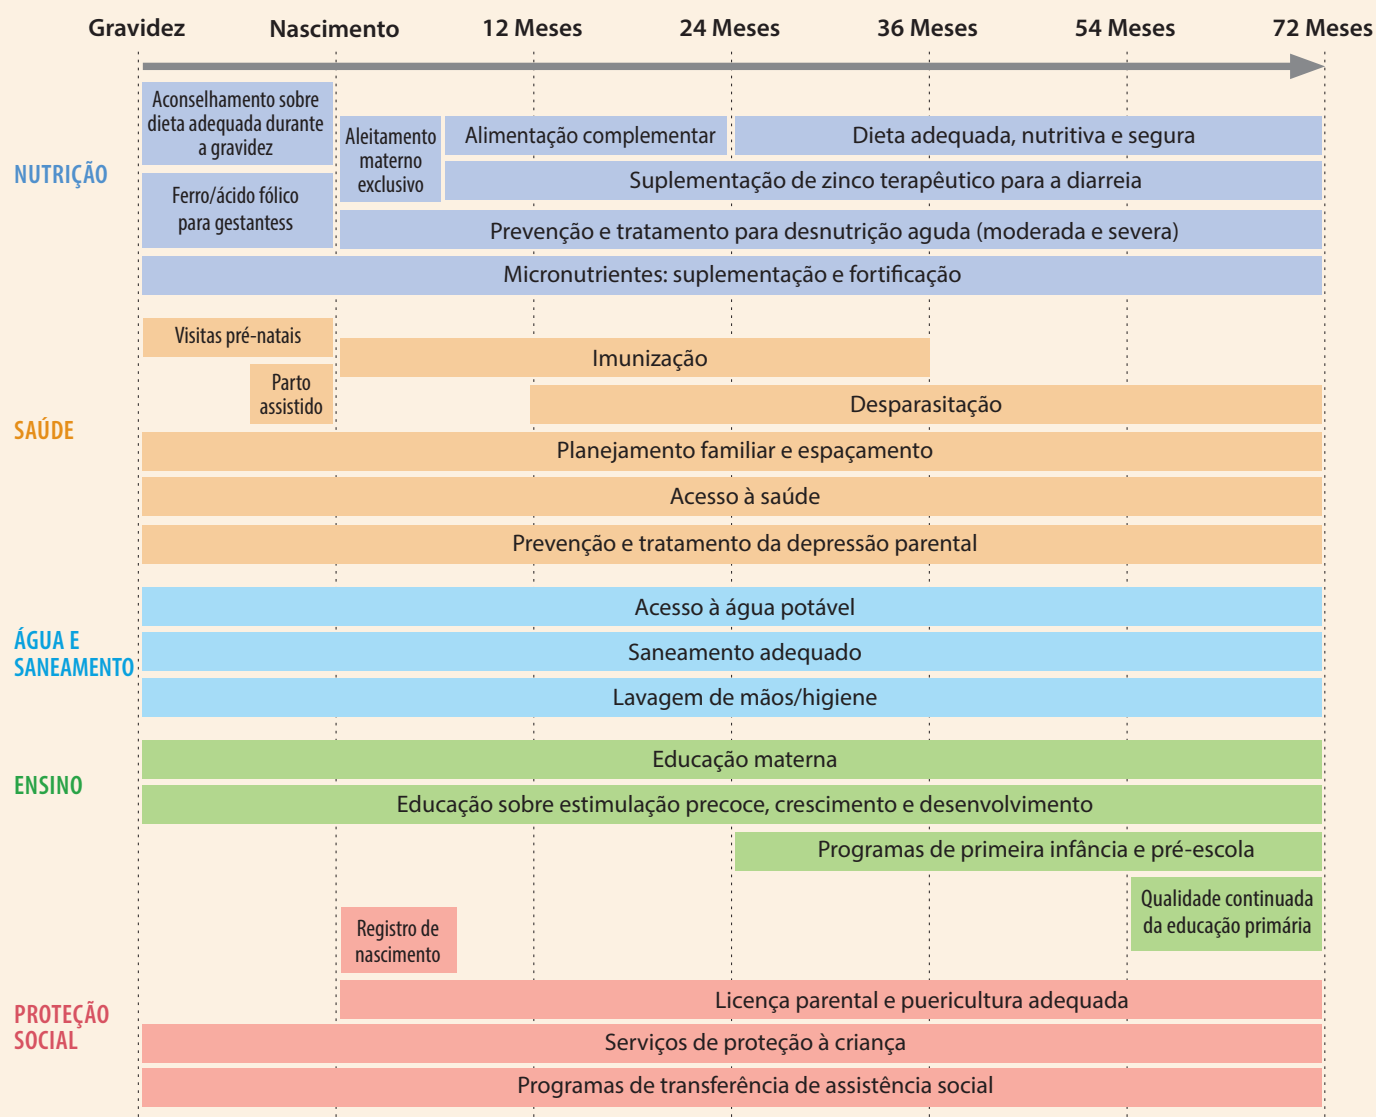 Gravidez Nascimento 12 Meses 24 Meses 36 Meses 54 Meses 72 Meses
NUTRIÇÃO
Aconselhamento sobre
dieta adequada durante
a gravidez
Ferro/ácido fólico
para gestantess
Aleitamento
materno
exclusivo
Alimentação complementar
Dieta adequada, nutritiva e segura
Suplementação de zinco terapêutico para a diarreia
Prevenção e tratamento para desnutrição aguda (moderada e severa)
Micronutrientes: suplementação e fortificação
SAÚDE
Visitas pré-natais
Parto
assistido
Imunização
Desparasitação
Planejamento familiar e espaçamento
Acesso à saúde
Prevenção e tratamento da depressão parental
ÁGUA E
SANEAMENTO
Acesso à água potável
Saneamento adequado
Lavagem de mãos/higiene
ENSINO
Educação materna
Educação sobre estimulação precoce, crescimento e desenvolvimento
Programas de primeira infância e pré-escola
Qualidade continuada
da educação primária
PROTEÇÃO
SOCIAL
Registro de
nascimento
Licença parental e puericultura adequada
Serviços de proteção à criança
Programas de transferência de assistência social